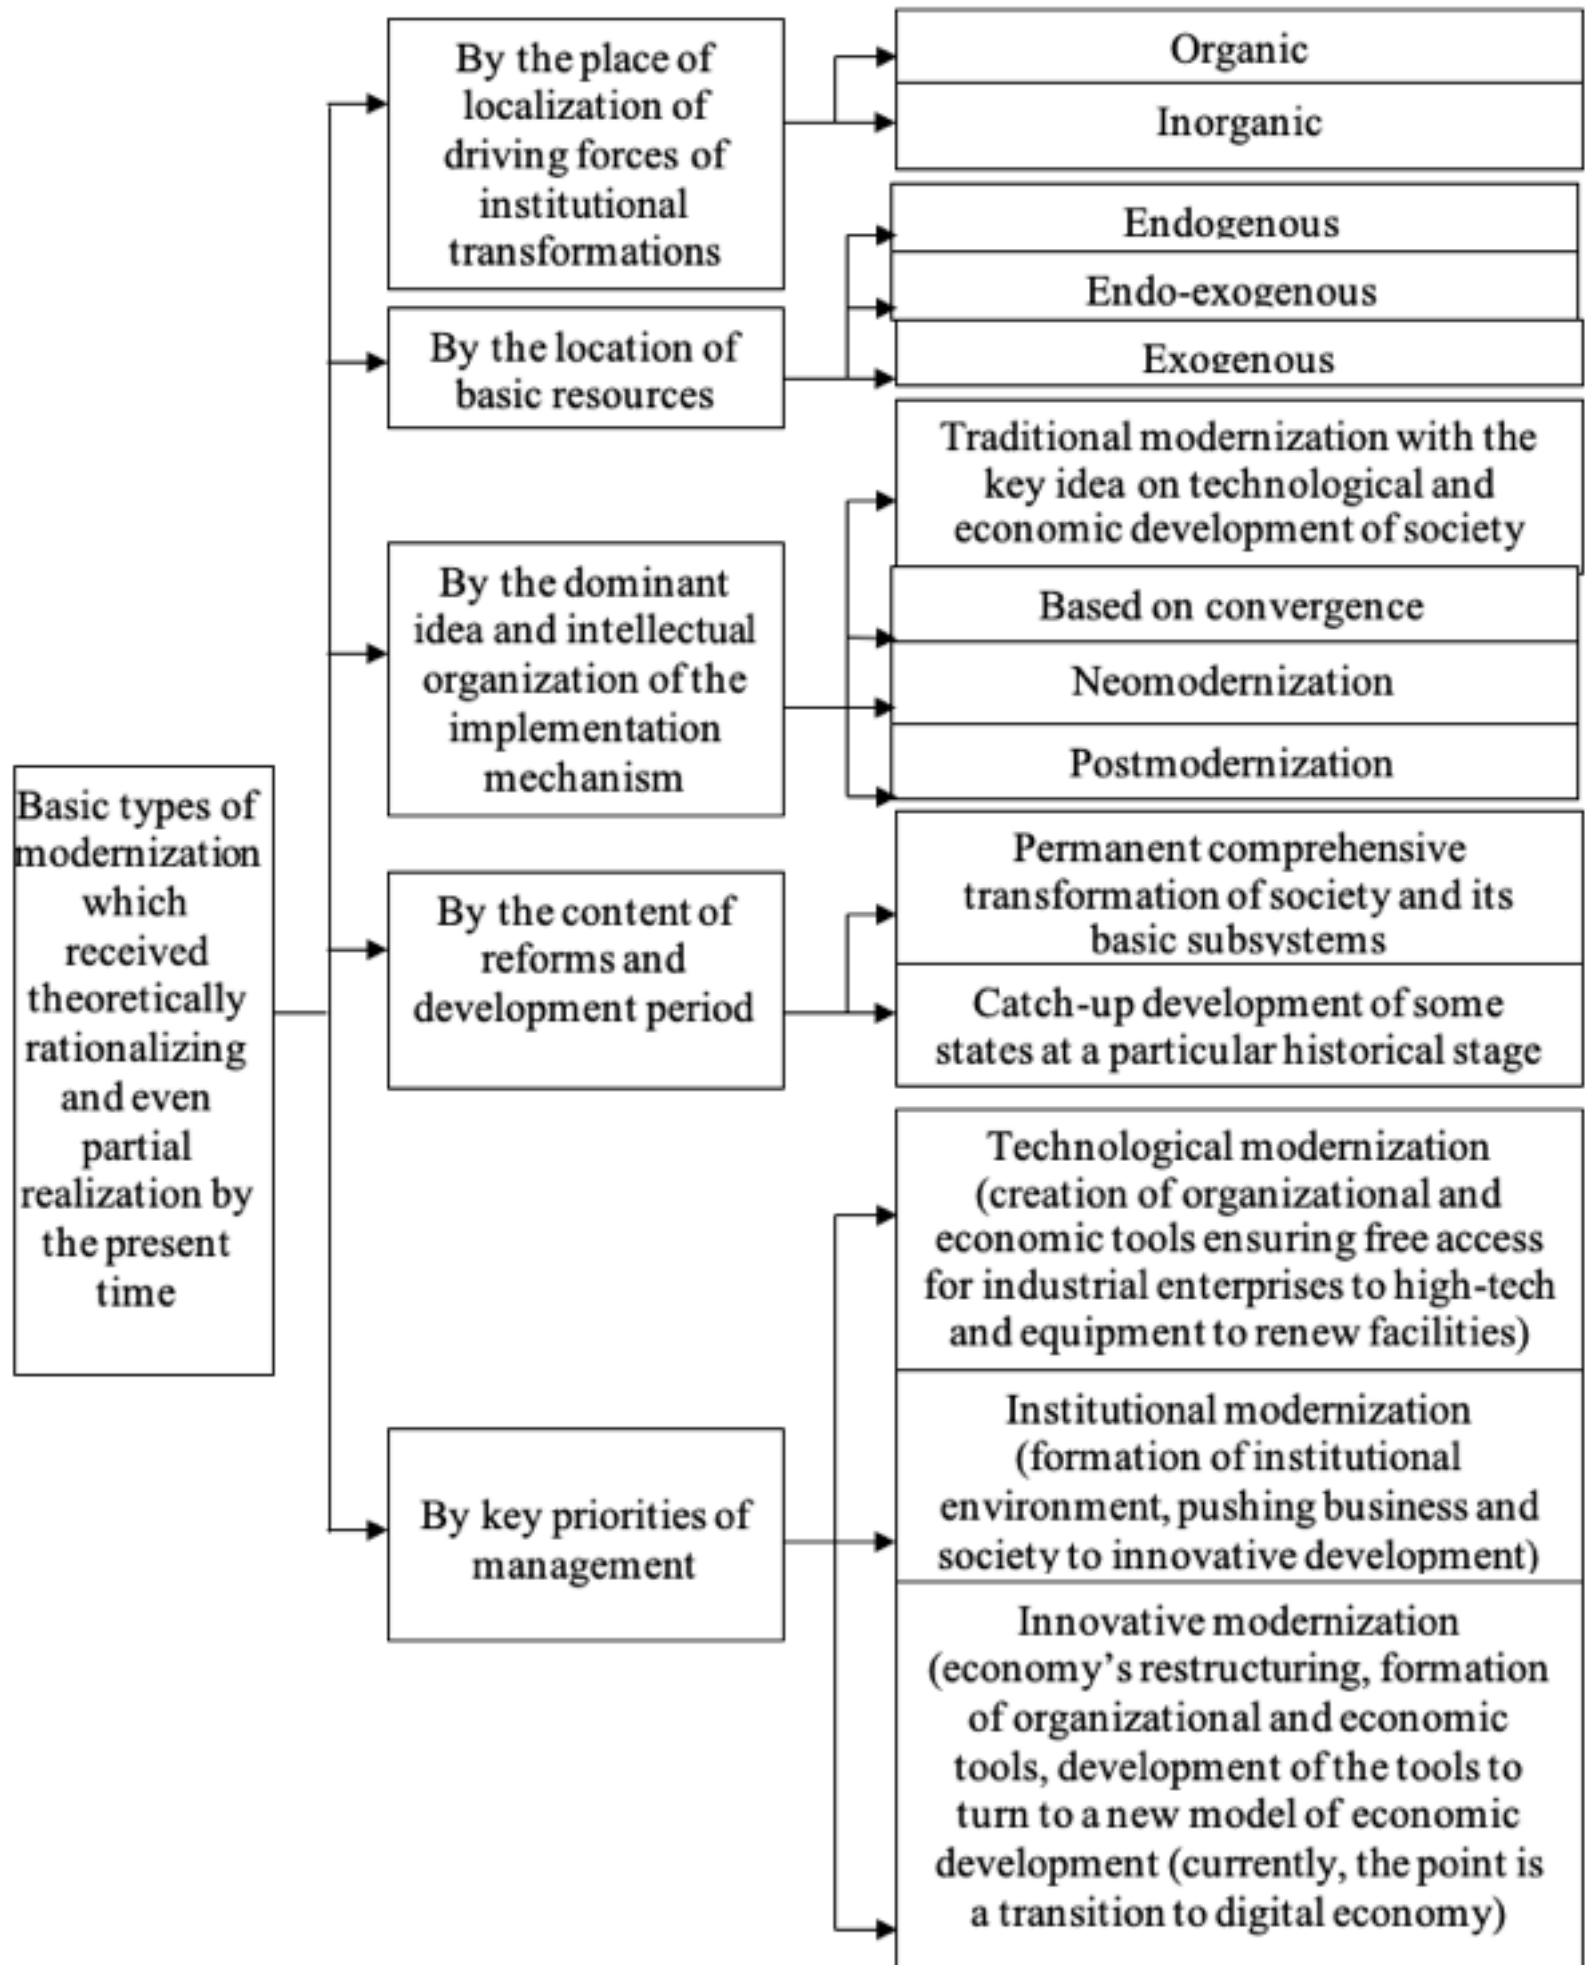 Basic types of
modernization
which
received
theoretically
rationalizing
and even
partial
realization by
the present
time
By the place of
localization of
driving forces of
institutional
transformations
Organic
Inorganic
By the location of
basic resources
Endogenous
Endo-exogenous
Exogenous
By the dominant
idea and intellectual
organization of the
implementation
mechanism
Traditional modernization with the
key idea on technological and
economic development of society
Based on convergence
Neomodernization
Postmodernization
By the content of
reforms and
development period
Permanent comprehensive
transformation of society and its
basic subsystems
Catch-up development of some
states at a particular historical stage
By key priorities of
management
Technological modernization
(creation of organizational and
economic tools ensuring free access
for industrial enterprises to high-tech
and equipment to renew facilities)
Institutional modernization
(formation of institutional
environment, pushing business and
society to innovative development)
Innovative modernization
(economy’s restructuring, formation
of organizational and economic
tools, development of the tools to
turn to a new model of economic
development (currently, the point is
a transition to digital economy)